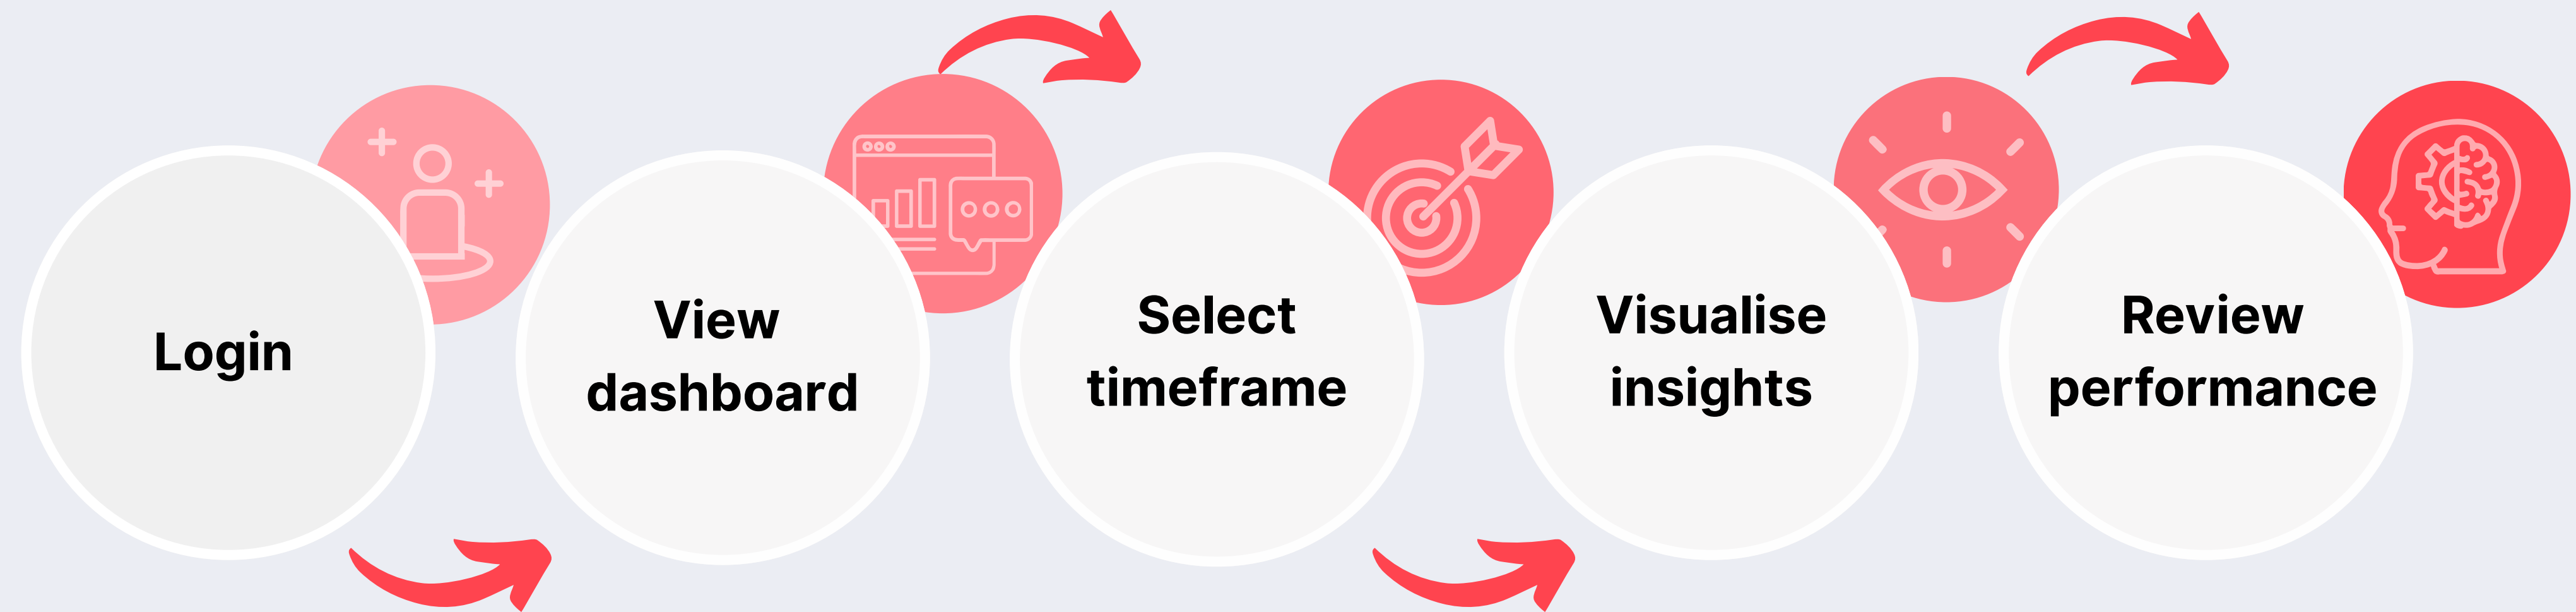 Login
View
dashboard
Select
timeframe
Visualise
insights
Review
performance